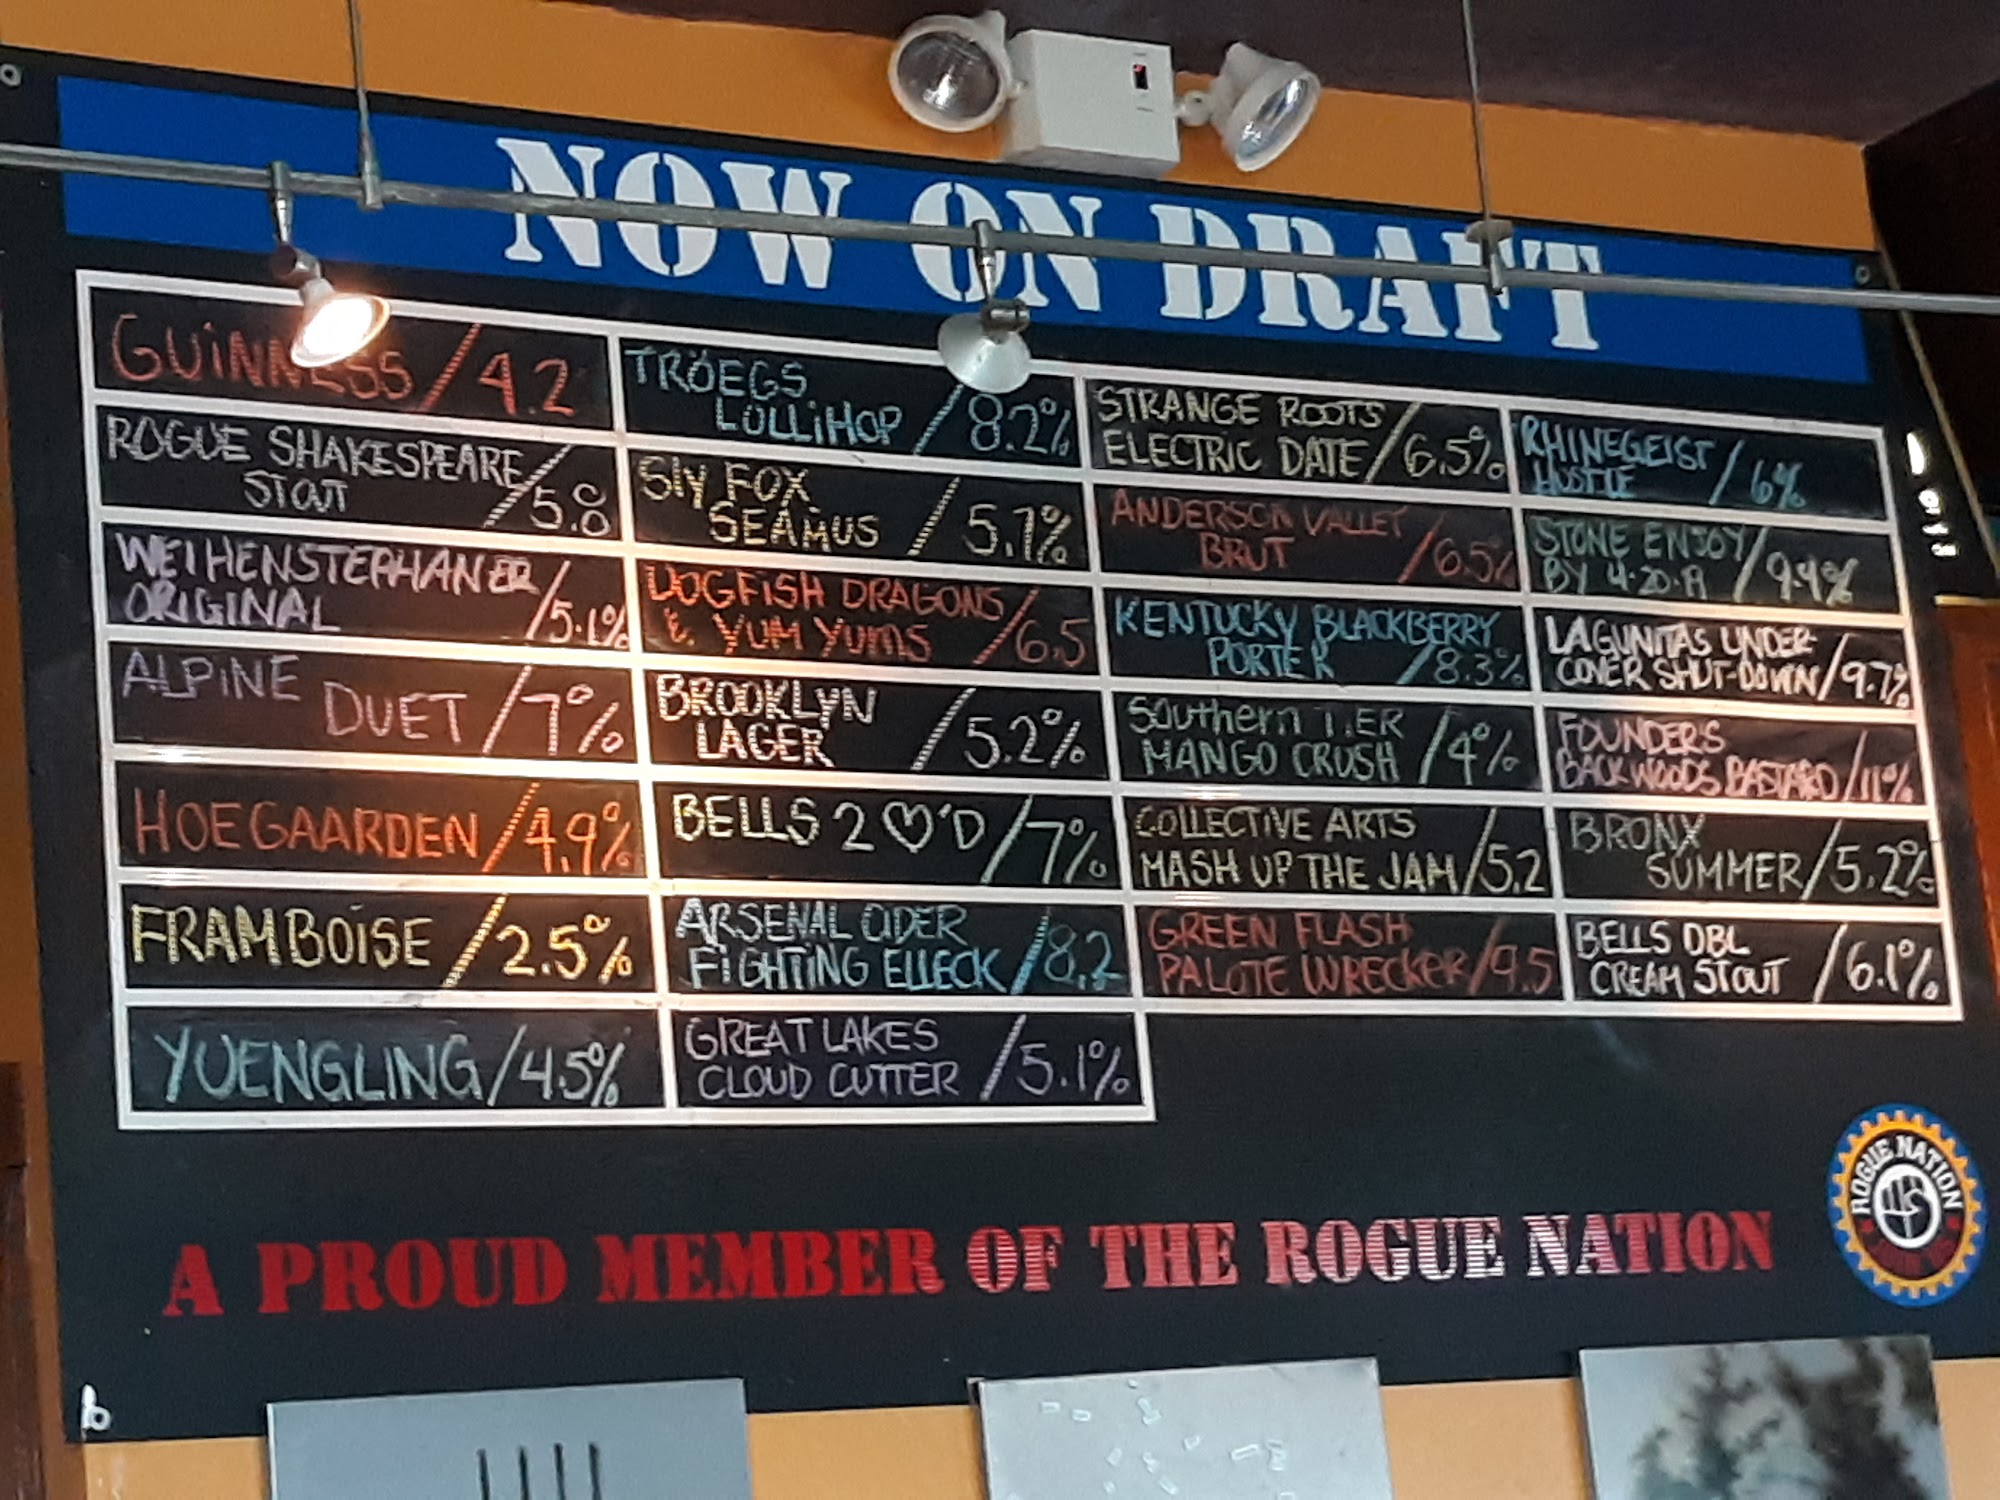 NOW ON DRAFT
GUINNESS / 4.2
ROGUE SHAKESPEARE
STOUT / 5.8
WEIHENSTEPHANER
ORIGINAL / 5.1%
ALPINE
DUET / 7%
HOEGAARDEN / 4.9%
FRAMBOISE / 2.5%
YUENGLING / 4.5%
TRÖEGS
LOLLIHOP / 8.2%
Sly FOX
SEAMUS / 5.1%
DOGFISH DRAGONS
& YUM YUMS / 6.5
BROOKLYN
LAGER / 5.2%
BELLS 2 ♡'D / 7%
ARSENAL CIDER
FIGHTING ELLECK / 8.2
GREAT LAKES
CLOUD CUTTER / 5.1%
STRANGE ROOTS
ELECTRIC DATE / 6.5%
ANDERSON VALLEY
BRUT / 6.5%
KENTUCKY BLACKBERRY
PORTER / 8.3%
Southern TIER
MANGO CRUSH / 4%
COLLECTIVE ARTS
MASH UP THE JAM / 5.2
GREEN FLASH
PALOTE WRECKER / 9.5
RHINEGEIST
HUSTLE / 6%
STONE ENJOY
BY 4.20.19 / 9.4%
LAGUNITAS UNDER-
COVER SHUT-DOWN / 9.7%
FOUNDER'S
BACKWOODS BASTARD / 11%
BRONX
SUMMER / 5.2%
BELLS DBL
CREAM STOUT / 6.1%
A PROUD MEMBER OF THE ROGUE NATION
ROGUE NATION